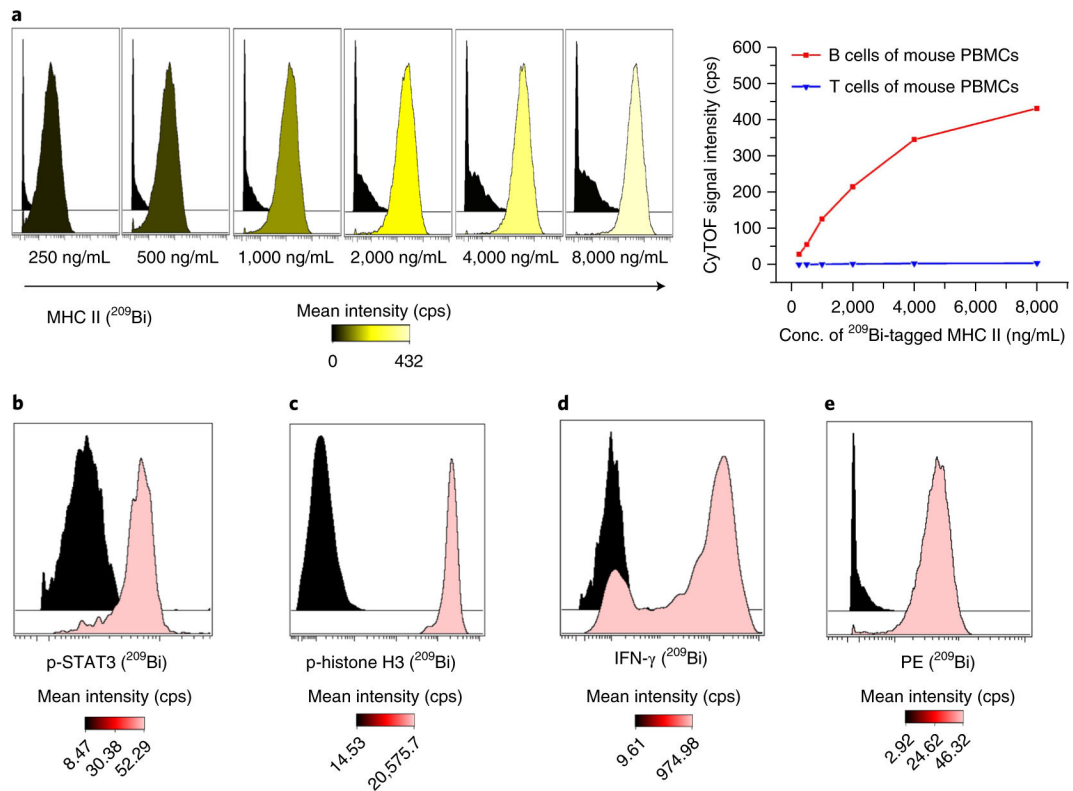 a
250 ng/mL 500 ng/mL 1,000 ng/mL 2,000 ng/mL 4,000 ng/mL 8,000 ng/mL
MHC II (²⁰⁹Bi)
Mean intensity (cps)
0 432
CyTOF signal intensity (cps)
600
500
400
300
200
100
0
B cells of mouse PBMCs
T cells of mouse PBMCs
0 2,000 4,000 6,000 8,000
Conc. of ²⁰⁹Bi-tagged MHC II (ng/mL)
b
p-STAT3 (²⁰⁹Bi)
Mean intensity (cps)
8.47 30.38 52.29
c
p-histone H3 (²⁰⁹Bi)
Mean intensity (cps)
14.53 20,575.7
d
IFN-γ (²⁰⁹Bi)
Mean intensity (cps)
9.61 974.98
e
PE (²⁰⁹Bi)
Mean intensity (cps)
2.92 24.62 46.32